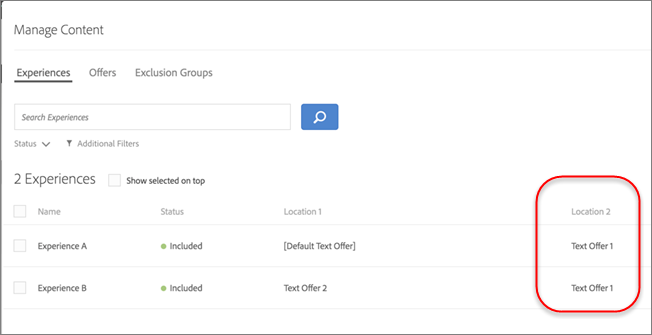 Manage Content
Experiences Offers Exclusion Groups
Search Experiences
Status Additional Filters
2 Experiences Show selected on top
Name Status Location 1 Location 2
Experience A Included [Default Text Offer] Text Offer 1
Experience B Included Text Offer 2 Text Offer 1